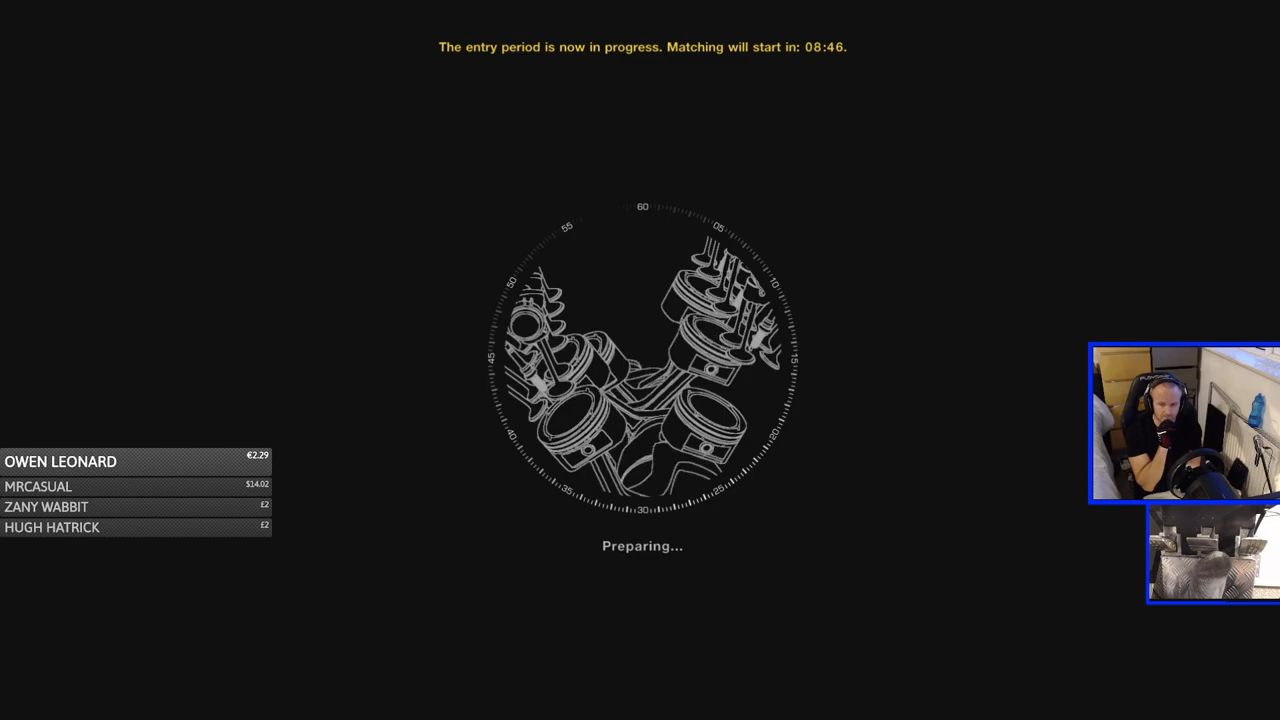 The entry period is now in progress. Matching will start in: 08:46.
60
55
05
50
10
45
15
40
20
35
25
30
Preparing...
OWEN LEONARD €2.29
MRCASUAL $14.02
ZANY WABBIT £2
HUGH HATRICK £2